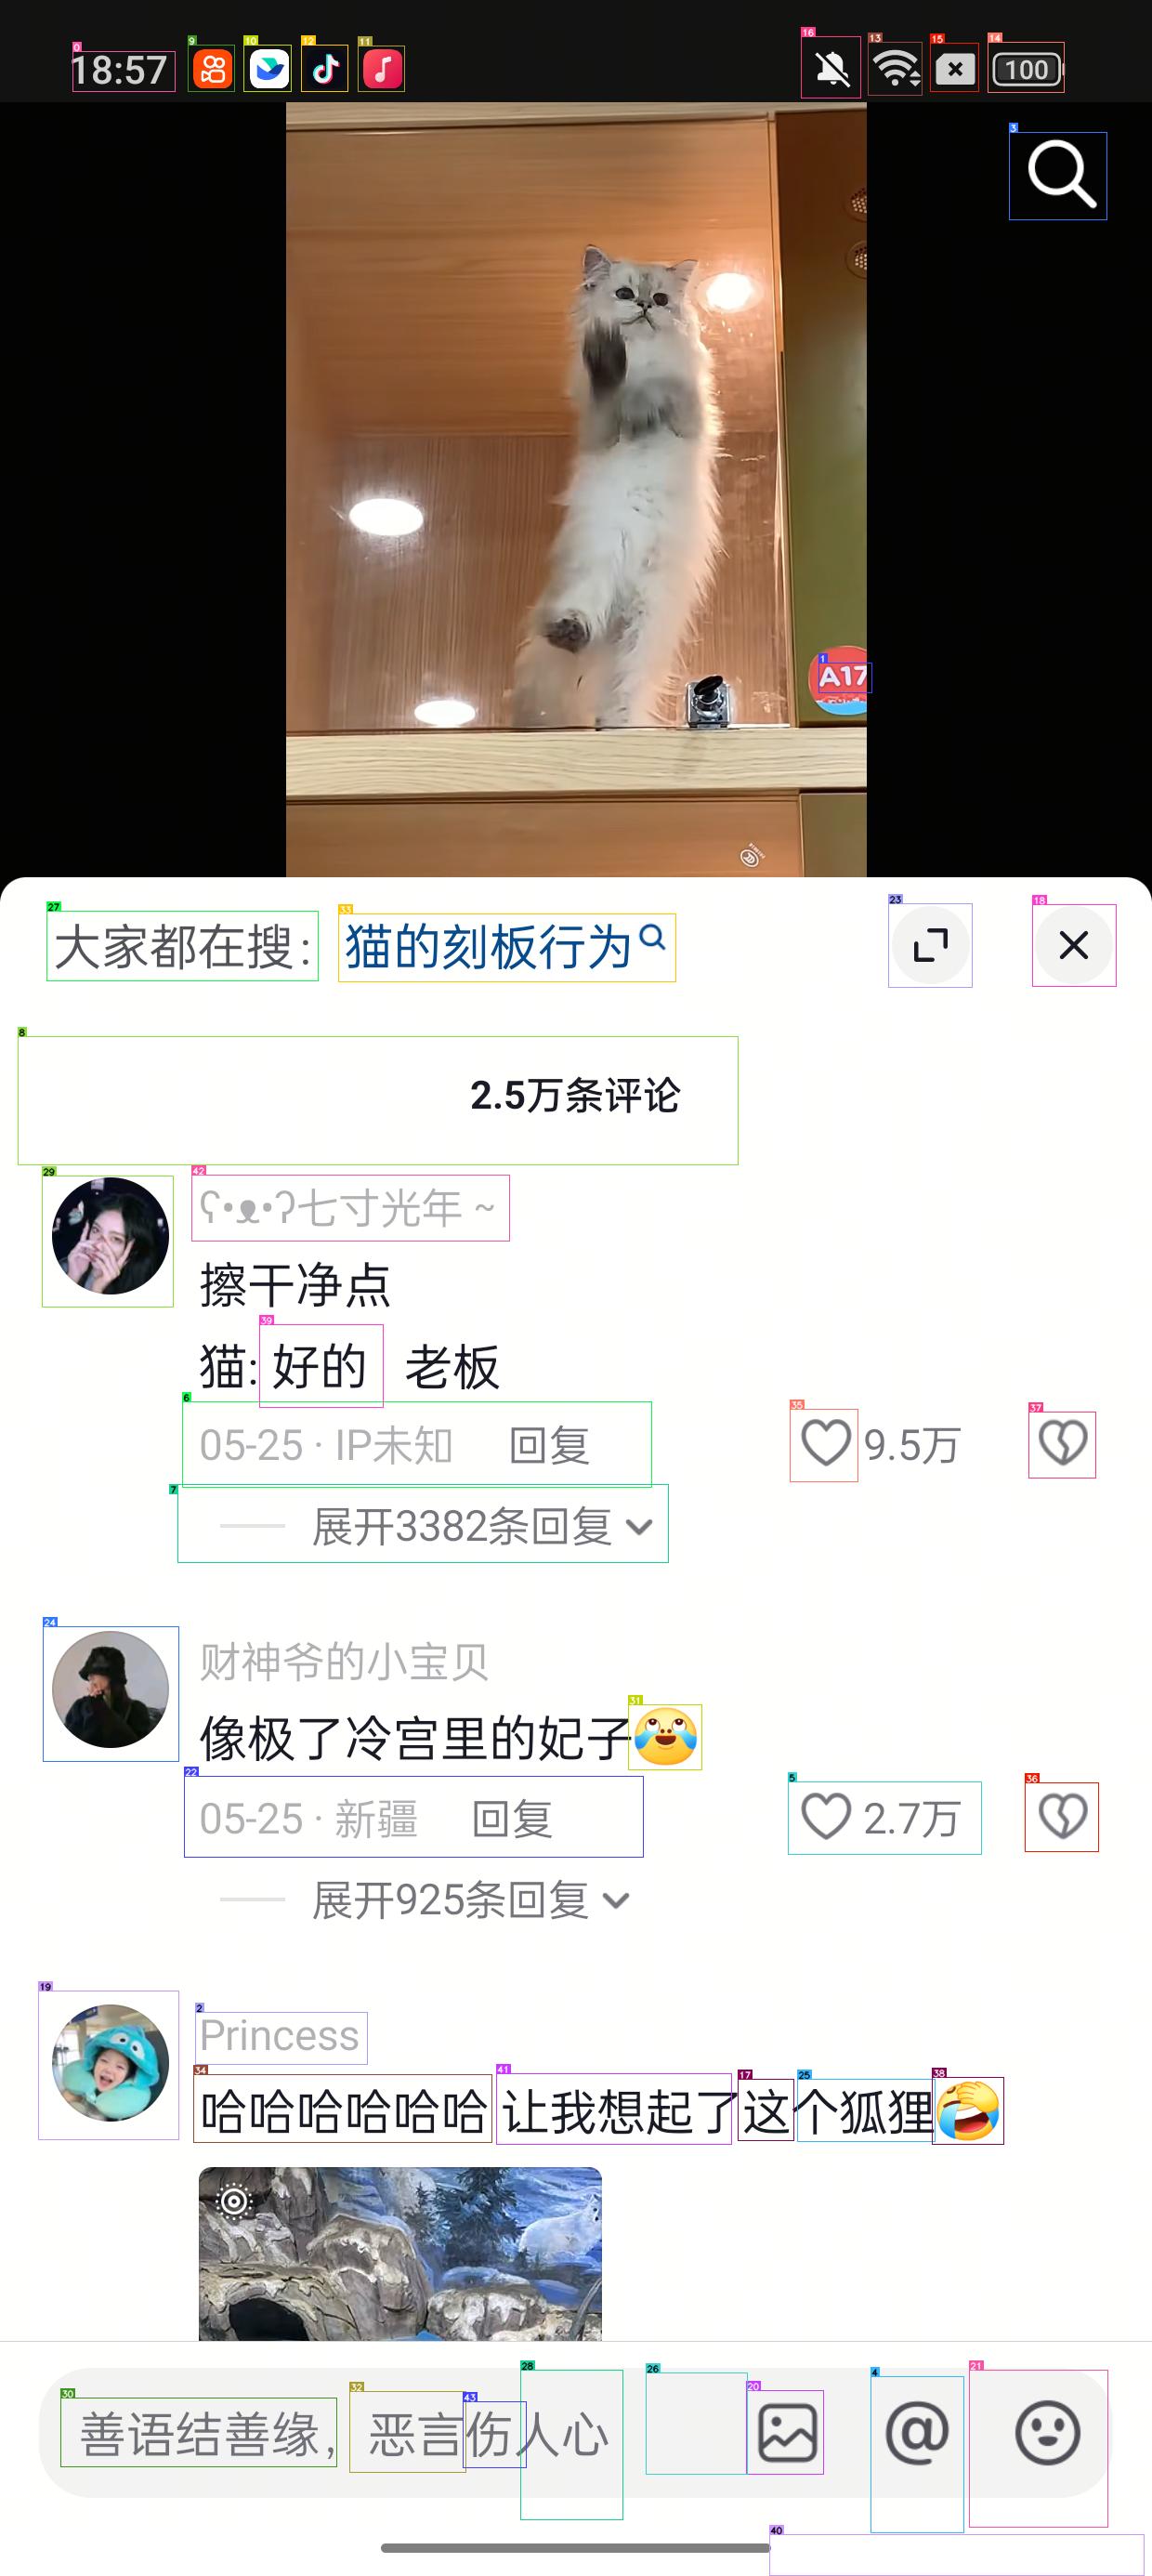 18:57
100
A17
大家都在搜: 猫的刻板行为
2.5万条评论
ʕ•ᴥ•ʔ七寸光年 ~
擦干净点
猫: 好的 老板
05-25 · IP未知 回复 9.5万
展开3382条回复
财神爷的小宝贝
像极了冷宫里的妃子😂
05-25 · 新疆 回复 2.7万
展开925条回复
Princess
哈哈哈哈哈哈 让我想起了这个狐狸
善语结善缘, 恶言伤人心
@